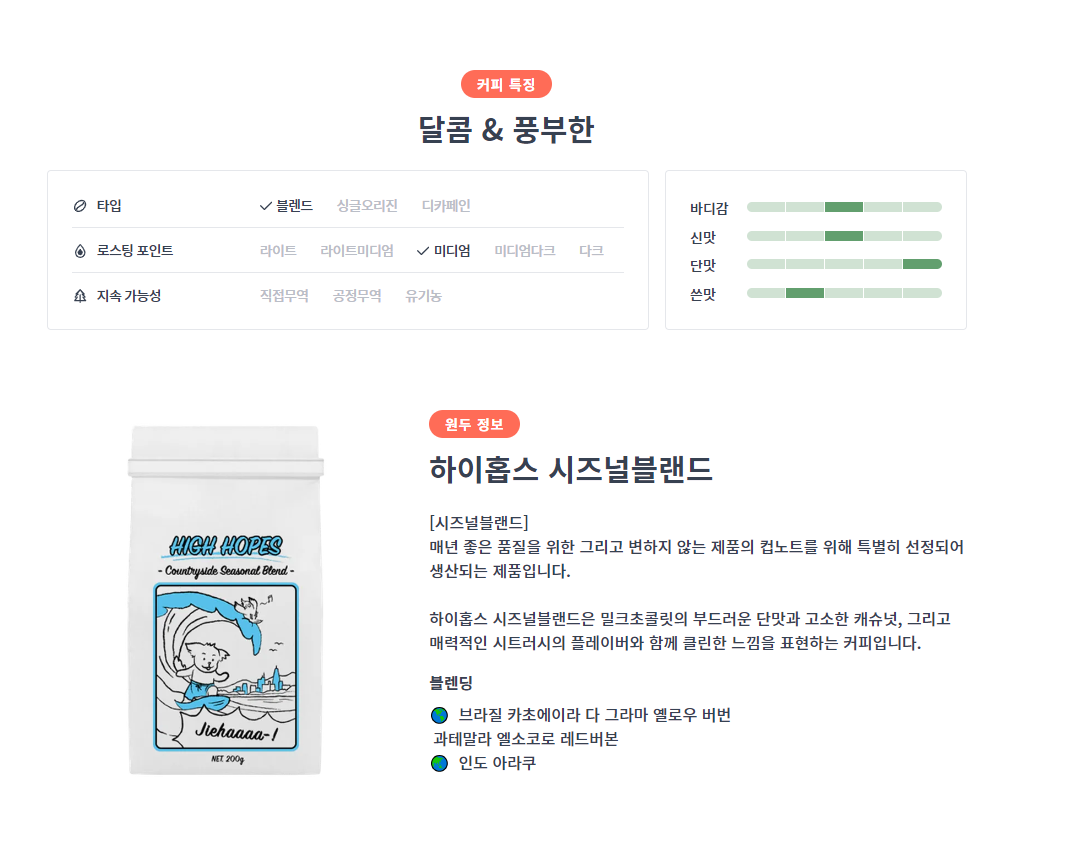 커피 특징
달콤 & 풍부한
타입 블렌드 싱글오리진 디카페인
로스팅 포인트 라이트 라이트미디엄 미디엄 미디엄다크 다크
지속 가능성 직접무역 공정무역 유기농
바디감
신맛
단맛
쓴맛
원두 정보
하이홉스 시즈널블랜드
[시즈널블랜드]
매년 좋은 품질을 위한 그리고 변하지 않는 제품의 컵노트를 위해 특별히 선정되어
생산되는 제품입니다.
하이홉스 시즈널블랜드은 밀크초콜릿의 부드러운 단맛과 고소한 캐슈넛, 그리고
매력적인 시트러시의 플레이버와 함께 클린한 느낌을 표현하는 커피입니다.
블렌딩
브라질 카초에이라 다 그라마 옐로우 버번
과테말라 엘소코로 레드버본
인도 아라쿠
HIGH HOPES
- Countryside Seasonal Blend -
Jiehaaaa~!
NET. 200g